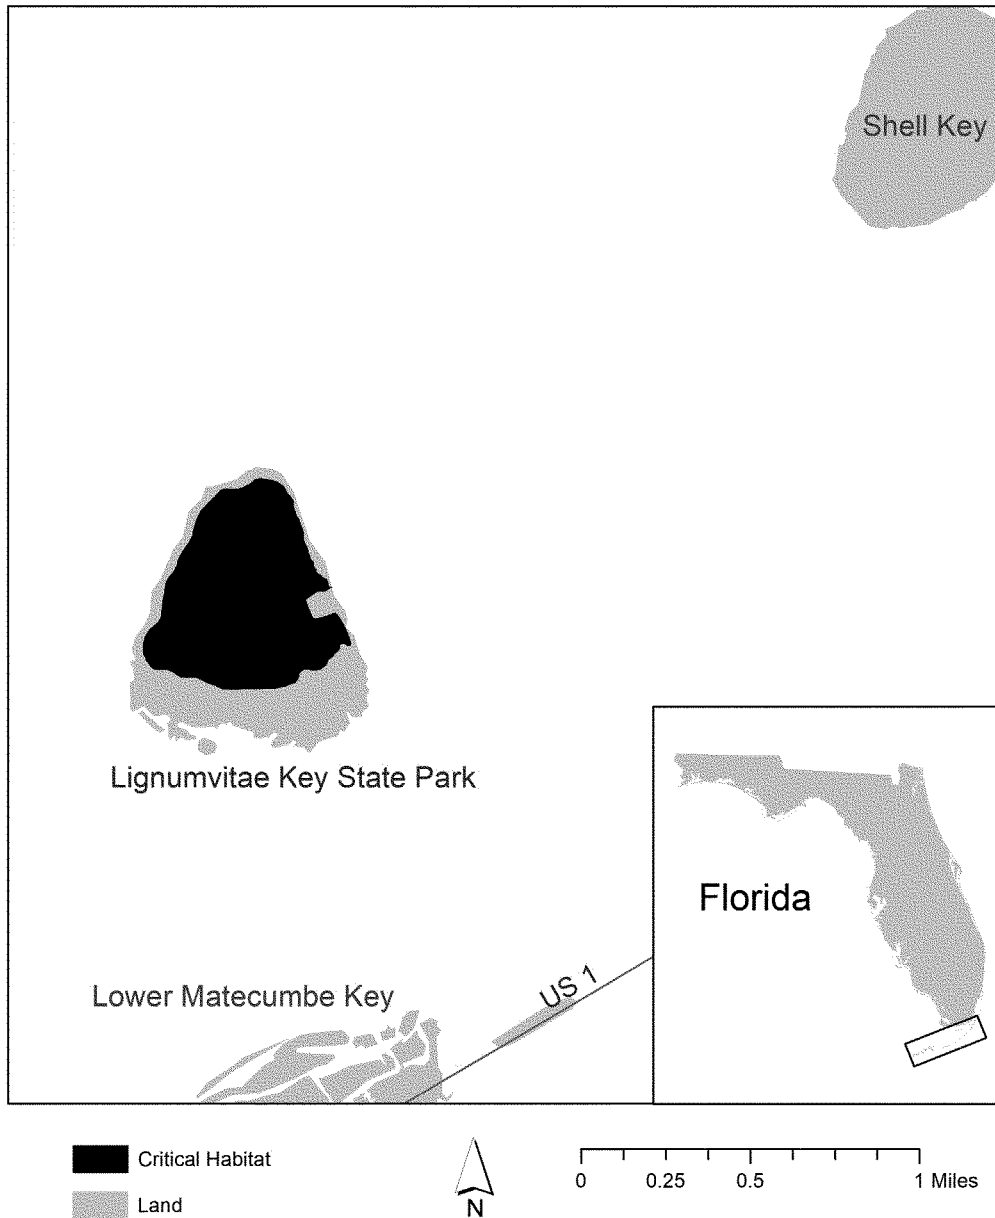 Shell Key
Lignumvitae Key State Park
Florida
Lower Matecumbe Key
US 1
Critical Habitat
Land
N
0 0.25 0.5 1 Miles